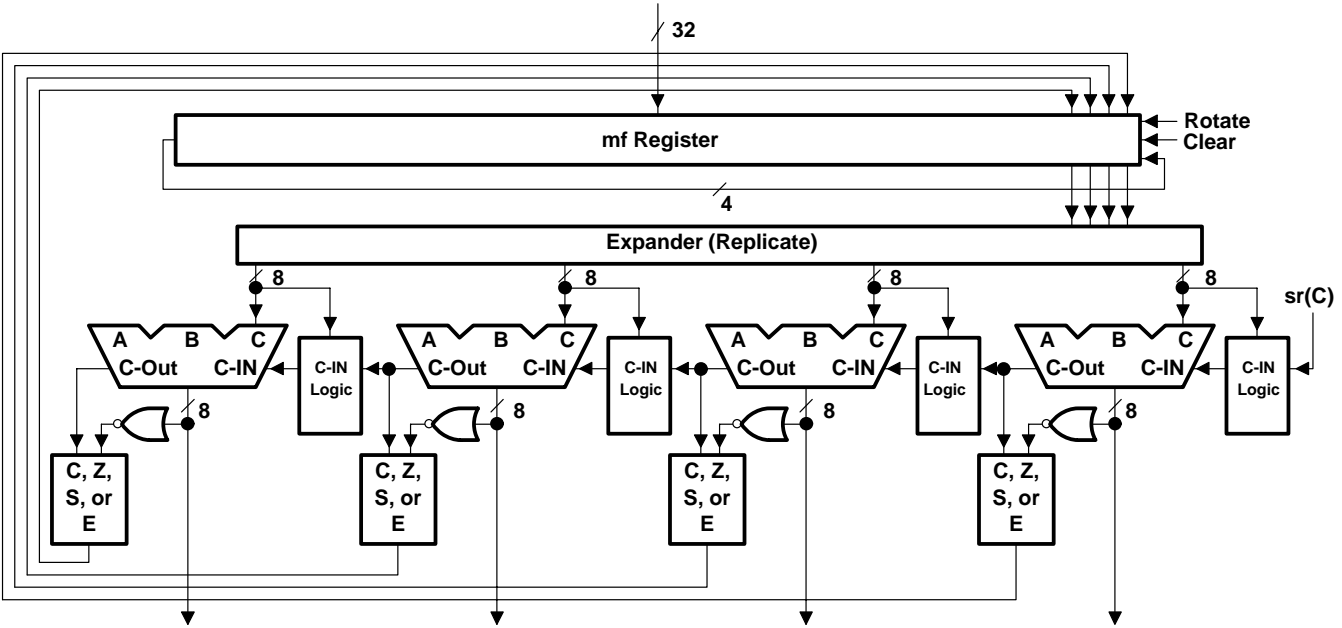 32
mf Register
Rotate
Clear
4
Expander (Replicate)
8 8 8 8
sr(C)
A B C A B C A B C A B C
C-Out C-IN C-IN Logic C-Out C-IN C-IN Logic C-Out C-IN C-IN Logic C-Out C-IN C-IN Logic
8 8 8 8
C, Z, C, Z, C, Z, C, Z,
S, or S, or S, or S, or
E E E E